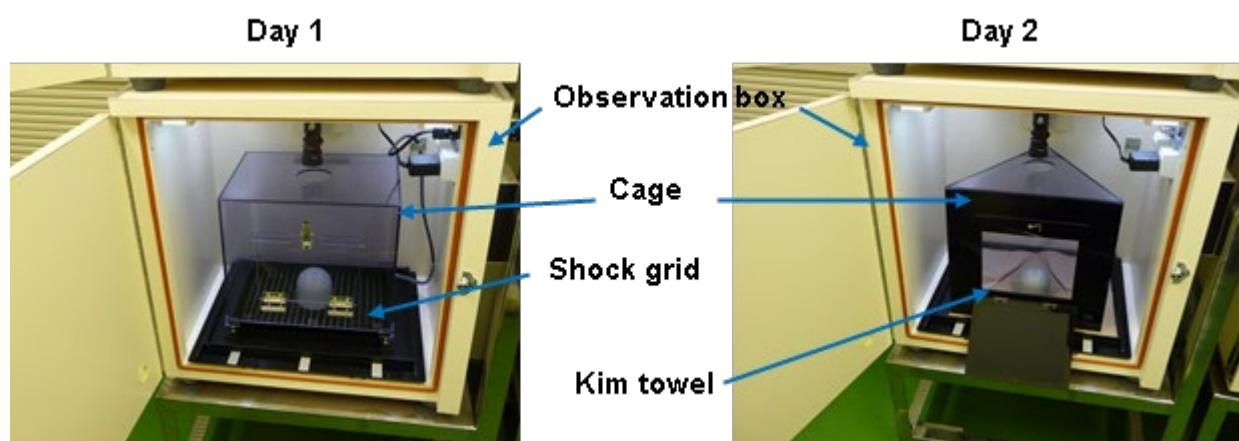 Day 1
Day 2
Observation box
Cage
Shock grid
Kim towel